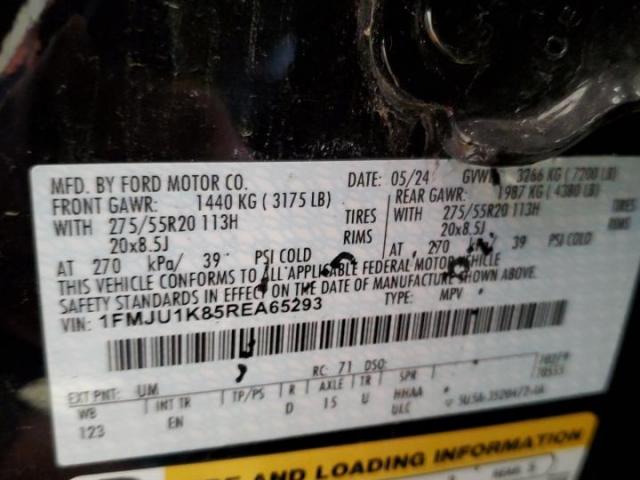 MFD. BY FORD MOTOR CO.
DATE: 05/24 GVWR 3266 KG ( 7200 LB)
FRONT GAWR: 1440 KG ( 3175 LB)
REAR GAWR: 1987 KG ( 4380 LB)
WITH 275/55R20 113H TIRES
WITH 275/55R20 113H TIRES
20x8.5J RIMS
20x8.5J RIMS
AT 270 kPa/ 39 PSI COLD
AT 270 kPa/ 39 PSI COLD
THIS VEHICLE CONFORMS TO ALL APPLICABLE FEDERAL MOTOR VEHICLE
SAFETY STANDARDS IN EFFECT ON THE DATE OF MANUFACTURE SHOWN ABOVE.
VIN: 1FMJU1K85REA65293 TYPE: MPV
RC: 71 DSO:
EXT PNT: UM
WB INT TR TP/PS R AXLE TR SPR
123 EN D 15 U HHAA
ULC
AND LOADING INFORMATION